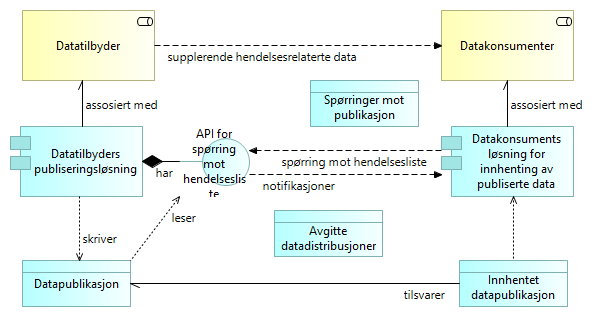 Datatilbyder
supplerende hendelsesrelaterte data
Datakonsumenter
Spørringer mot
publikasjon
assosiert med
assosiert med
Datatilbyders
publiseringsløsning
har
API for
spørring
mot
hendelseslis
te
spørring mot hendelsesliste
notifikasjoner
Datakonsuments
løsning for
innhenting av
publiserte data
leser
skriver
Avgitte
datadistribusjoner
Datapublikasjon
tilsvarer
Innhentet
datapublikasjon